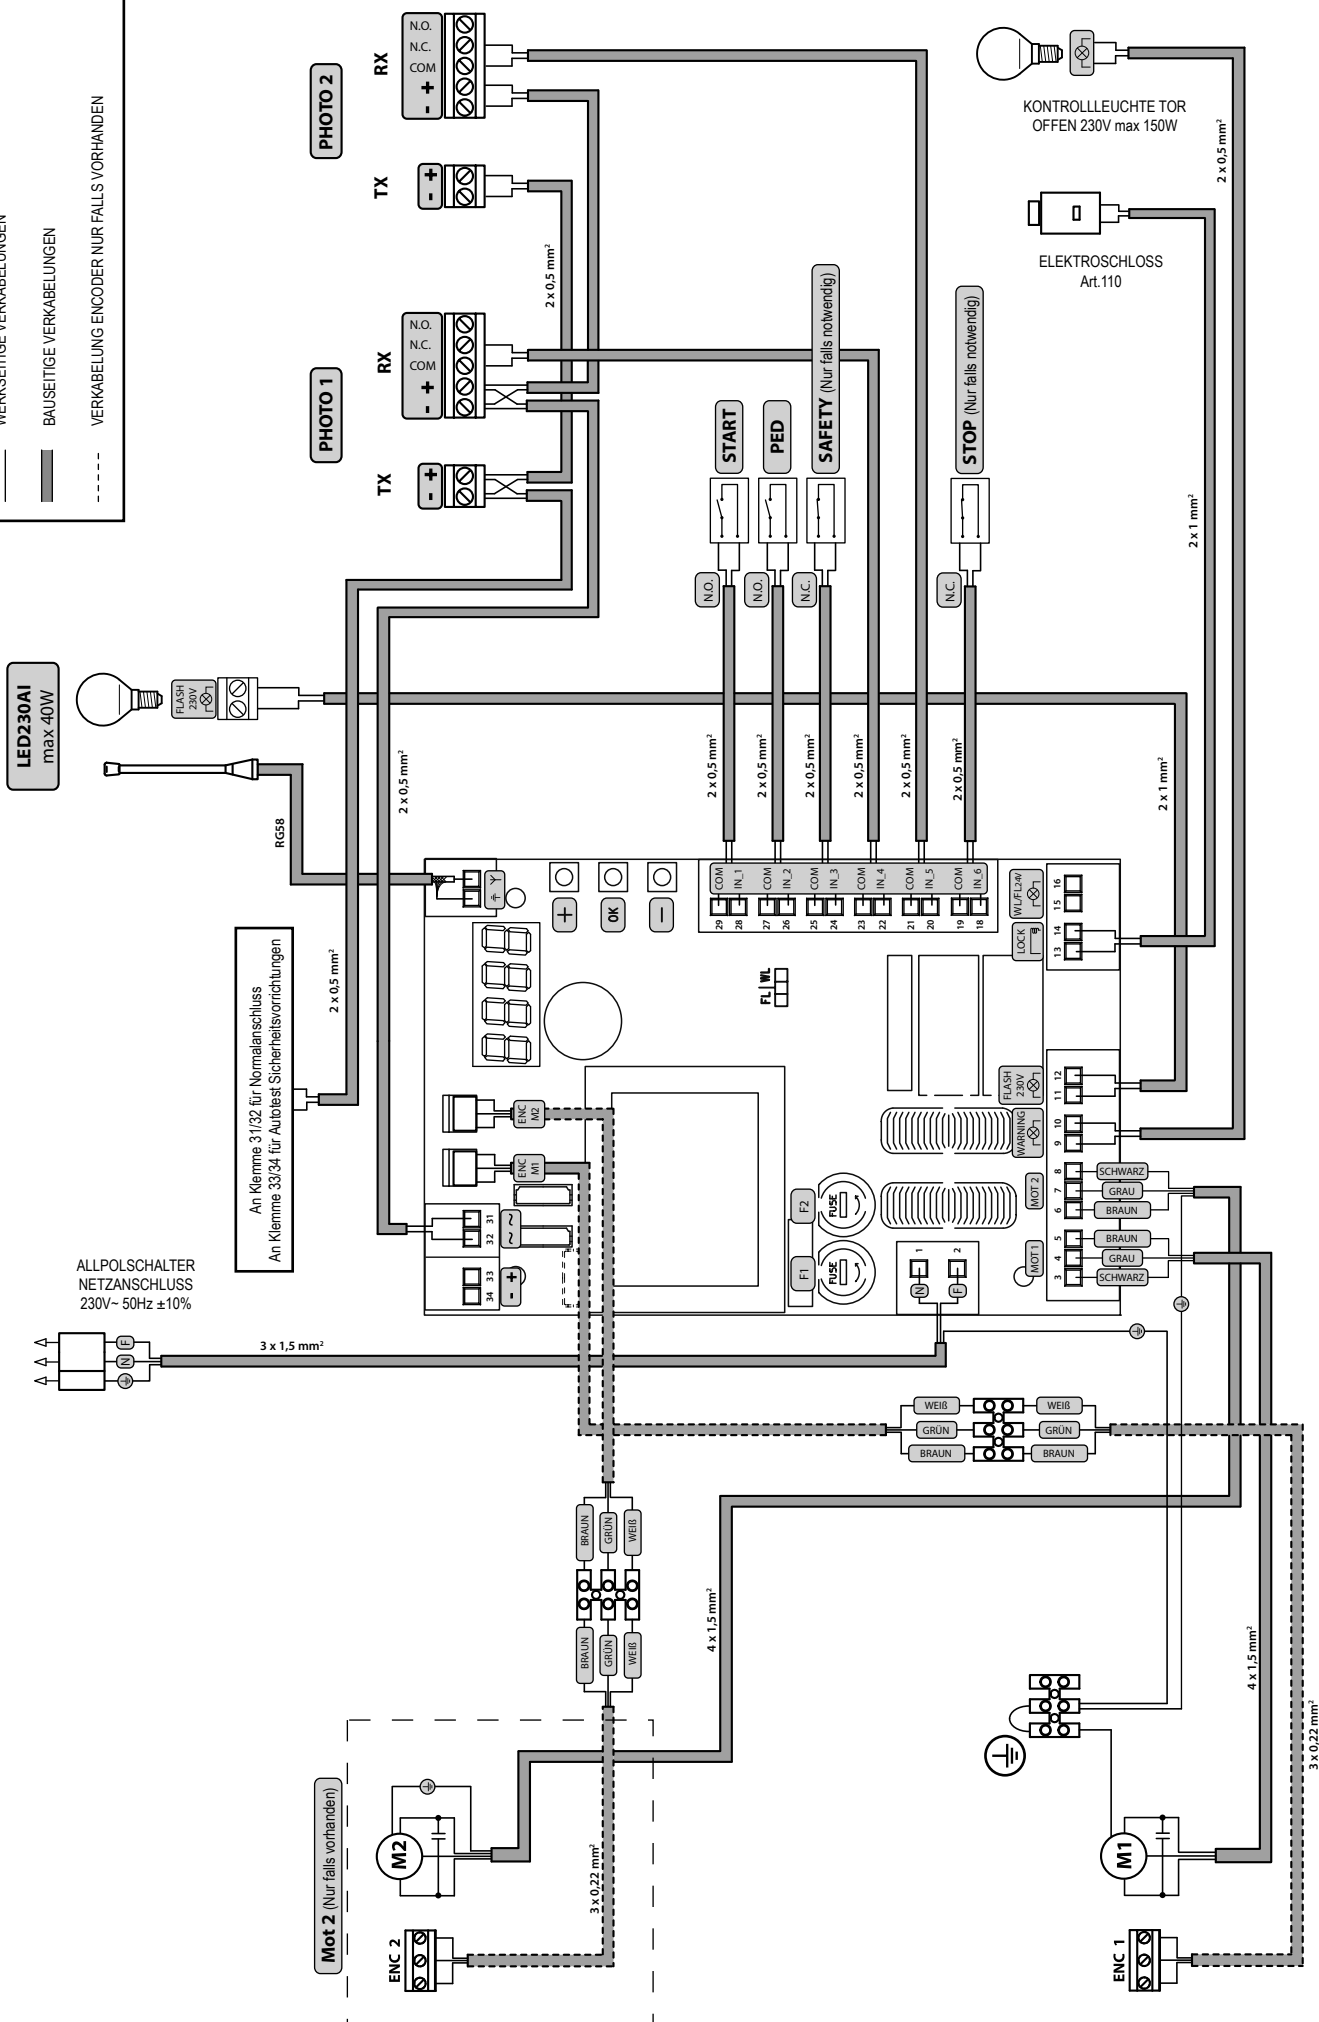 WERKSEITIGE VERKABELUNGEN
BAUSEITIGE VERKABELUNGEN
VERKABELUNG ENCODER NUR FALLS VORHANDEN
PHOTO 2
RX
N.O.
N.C.
COM
+
-
TX
- +
2 x 0,5 mm²
PHOTO 1
RX
N.O.
N.C.
COM
+
-
TX
- +
KONTROLLLEUCHTE TOR
OFFEN 230V max 150W
2 x 0,5 mm²
ELEKTROSCHLOSS
Art.110
2 x 1 mm²
START
PED
SAFETY (Nur falls notwendig)
STOP (Nur falls notwendig)
N.O.
N.O.
N.C.
N.C.
LED230AI
max 40W
FLASH
230V
RG58
2 x 0,5 mm²
2 x 0,5 mm²
2 x 0,5 mm²
2 x 0,5 mm²
2 x 0,5 mm²
2 x 0,5 mm²
2 x 0,5 mm²
2 x 0,5 mm²
2 x 1 mm²
An Klemme 31/32 für Normalanschluss
An Klemme 33/34 für Autotest Sicherheitsvorrichtungen
+
OK
-
COM
IN_1
COM
IN_2
COM
IN_3
COM
IN_4
COM
IN_5
COM
IN_6
29
28
27
26
25
24
23
22
21
20
19
18
FL WL
WL/FL24V
LOCK
16
15
14
13
FLASH
230V
WARNING
MOT 2
MOT 1
12
11
10
9
8
7
6
5
4
3
SCHWARZ
GRAU
BRAUN
BRAUN
GRAU
SCHWARZ
ENC
M2
ENC
M1
31
32
~ ~
33
34
- +
F2
FUSE
F1
FUSE
1
2
N
F
ALLPOLSCHALTER
NETZANSCHLUSS
230V~ 50Hz ±10%
F
N
3 x 1,5 mm²
WEIß
GRÜN
BRAUN
WEIß
GRÜN
BRAUN
BRAUN
GRÜN
WEIß
BRAUN
GRÜN
WEIß
4 x 1,5 mm²
4 x 1,5 mm²
3 x 0,22 mm²
3 x 0,22 mm²
Mot 2 (Nur falls vorhanden)
M2
ENC 2
M1
ENC 1